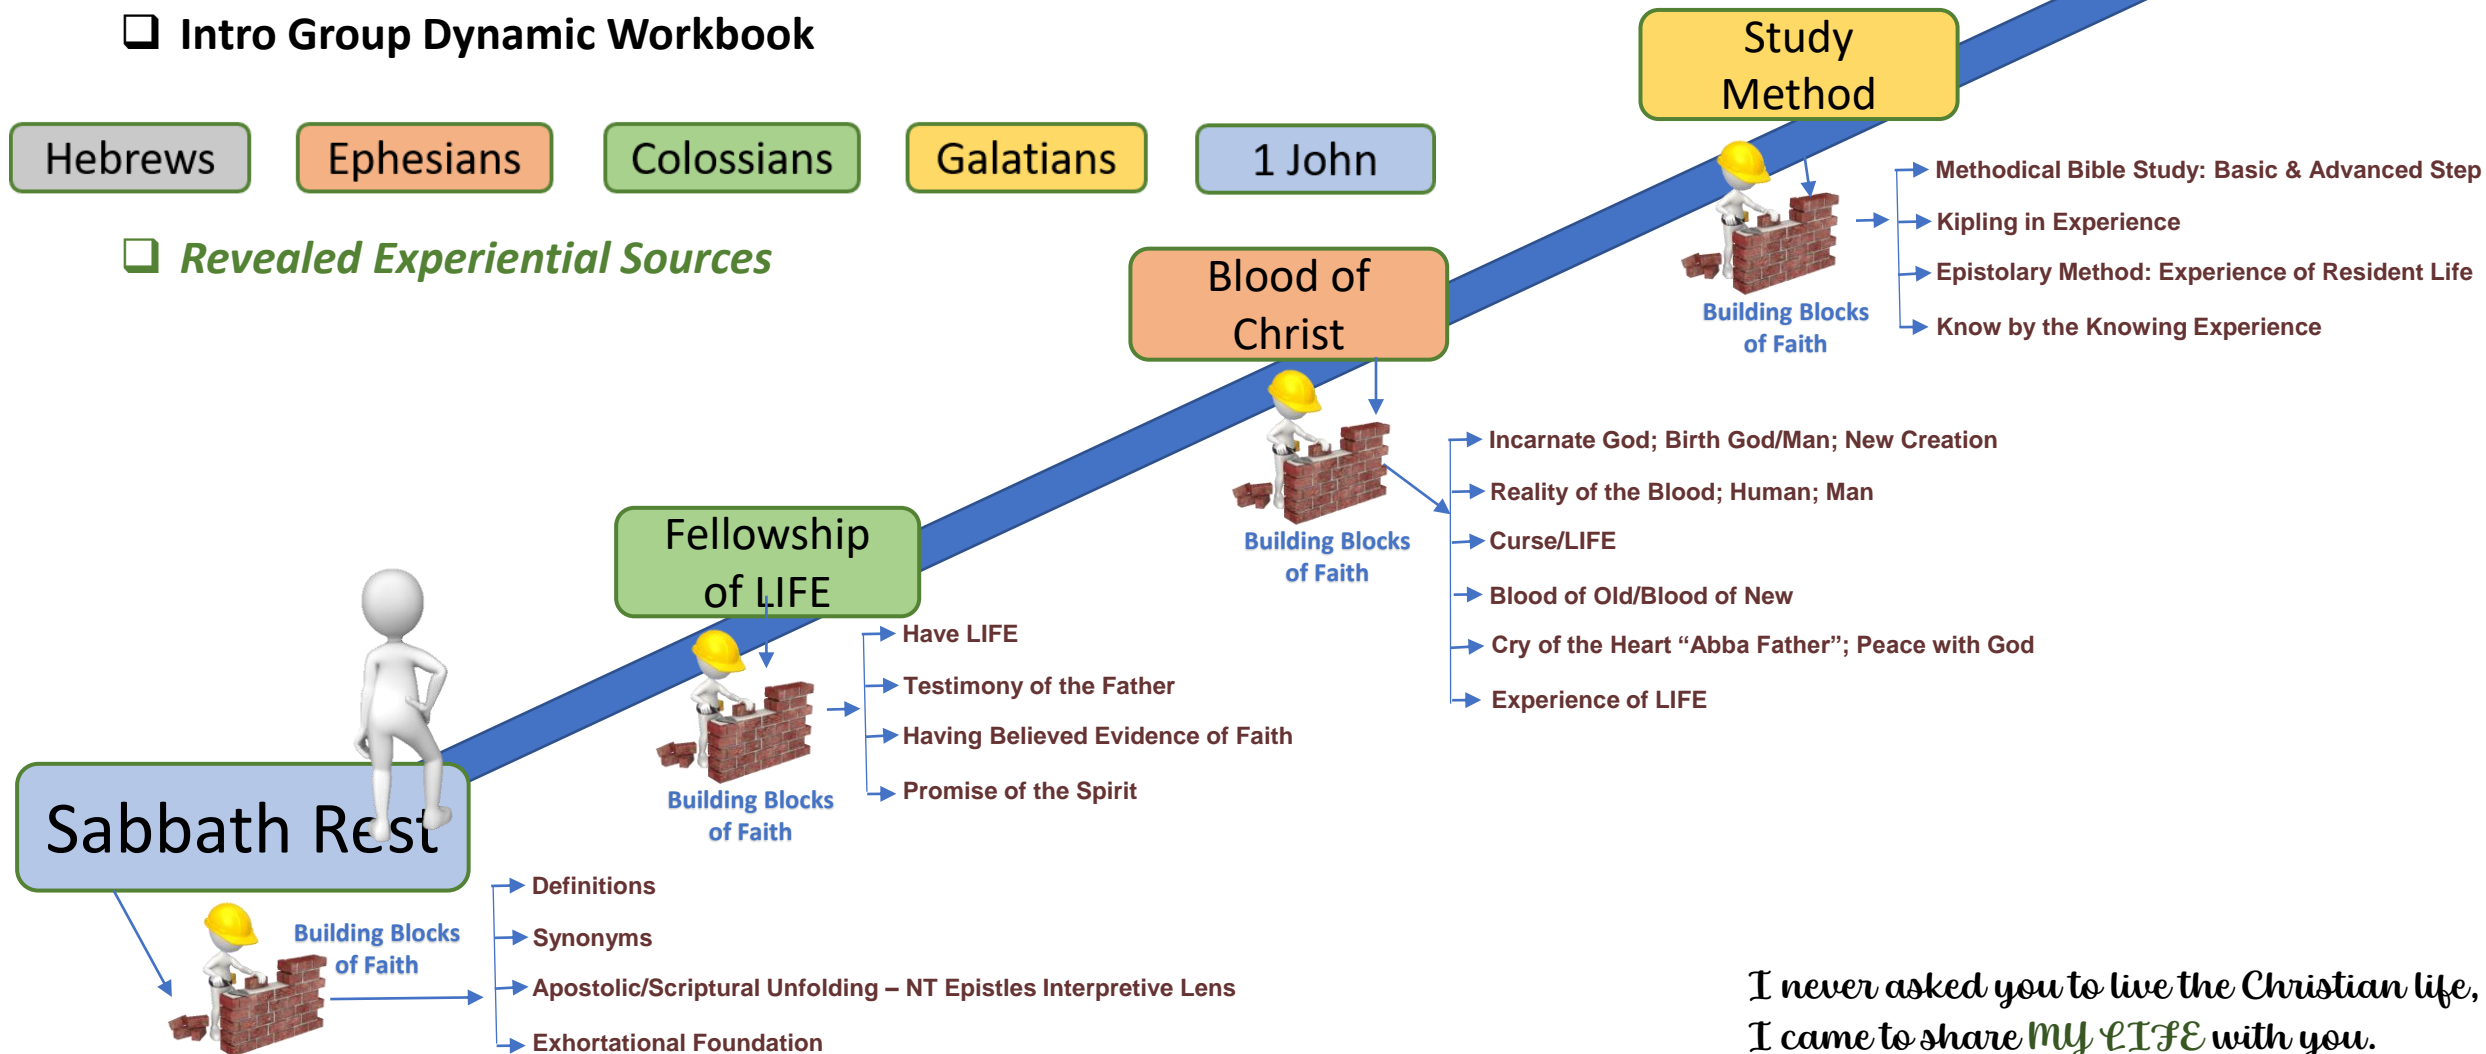 Intro Group Dynamic Workbook
Hebrews
Ephesians
Colossians
Galatians
1 John
Revealed Experiential Sources
Study
Method
Methodical Bible Study: Basic & Advanced Step
Kipling in Experience
Epistolary Method: Experience of Resident Life
Know by the Knowing Experience
Building Blocks
of Faith
Blood of
Christ
Incarnate God; Birth God/Man; New Creation
Reality of the Blood; Human; Man
Curse/LIFE
Blood of Old/Blood of New
Cry of the Heart “Abba Father”; Peace with God
Experience of LIFE
Building Blocks
of Faith
Fellowship
of LIFE
Have LIFE
Testimony of the Father
Having Believed Evidence of Faith
Promise of the Spirit
Building Blocks
of Faith
Sabbath Rest
Building Blocks
of Faith
Definitions
Synonyms
Apostolic/Scriptural Unfolding – NT Epistles Interpretive Lens
Exhortational Foundation
I never asked you to live the Christian life,
I came to share MY LIFE with you.